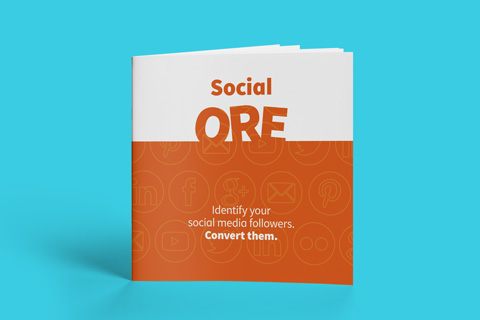 Social
ORE
Identify your
social media followers.
Convert them.